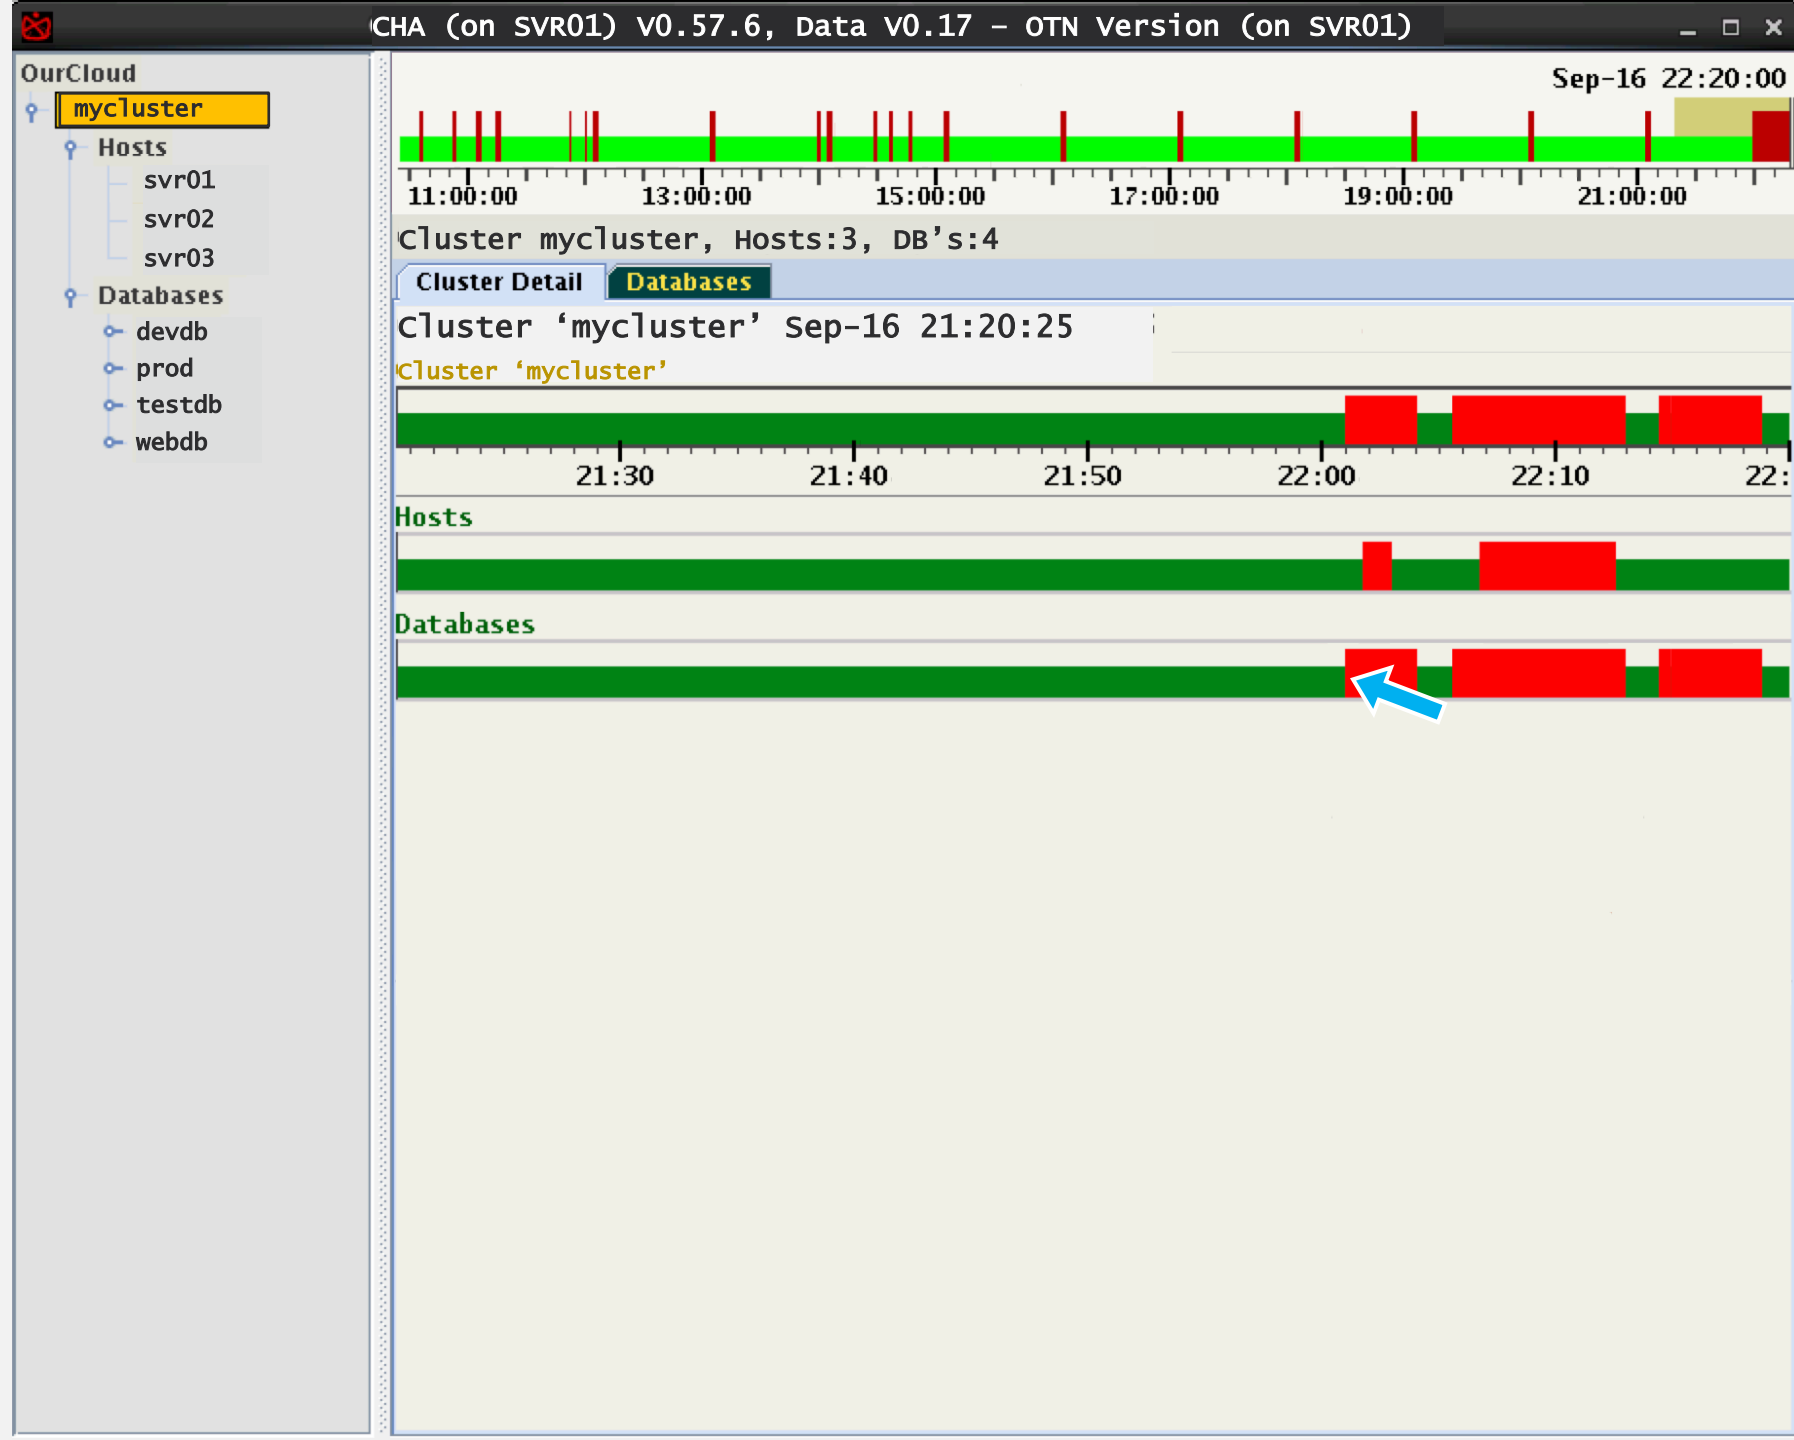 CHA (on SVR01) V0.57.6, Data V0.17 – OTN Version (on SVR01)
OurCloud
mycluster
Hosts
svr01
svr02
svr03
Databases
devdb
prod
testdb
webdb
Sep-16 22:20:00
11:00:00 13:00:00 15:00:00 17:00:00 19:00:00 21:00:00
Cluster mycluster, Hosts:3, DB’s:4
Cluster Detail Databases
Cluster ‘mycluster’ Sep-16 21:20:25
Cluster ‘mycluster’
21:30 21:40 21:50 22:00 22:10 22:
Hosts
Databases